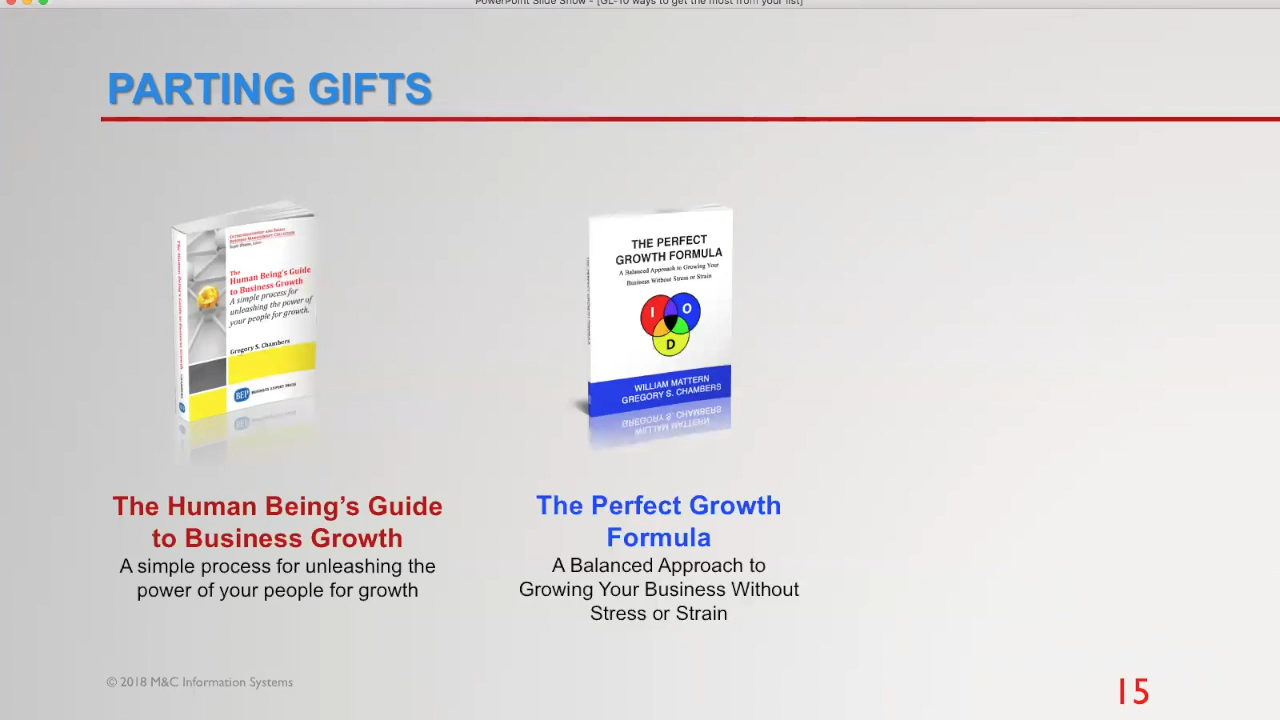 PowerPoint Slide Show - [GL-10 ways to get the most from your list]
PARTING GIFTS
The
Human Being's Guide
to Business Growth
A simple process for
unleashing the power of
your people for growth.
Gregory S. Chambers
BEP BUSINESS EXPERT PRESS
THE PERFECT
GROWTH FORMULA
A Balanced Approach to Growing Your
Business Without Stress or Strain
I O
D
WILLIAM MATTERN
GREGORY S. CHAMBERS
The Human Being’s Guide
to Business Growth
A simple process for unleashing the
power of your people for growth
The Perfect Growth
Formula
A Balanced Approach to
Growing Your Business Without
Stress or Strain
© 2018 M&C Information Systems
15